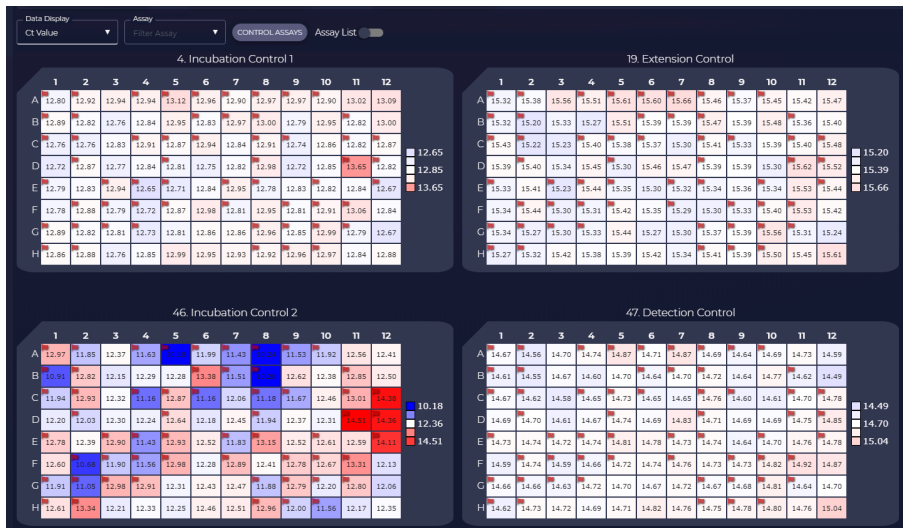 Data Display
Assay
Ct Value
Filter Assay
CONTROL ASSAYS
Assay List
4. Incubation Control 1
1 2 3 4 5 6 7 8 9 10 11 12
A 12.80 12.92 12.94 12.94 13.12 12.96 12.90 12.97 12.97 12.90 13.02 13.09
B 12.89 12.82 12.76 12.84 12.95 12.83 12.97 13.00 12.79 12.95 12.82 13.00
C 12.76 12.76 12.83 12.91 12.87 12.94 12.84 12.91 12.74 12.86 12.82 12.87
D 12.72 12.87 12.77 12.84 12.81 12.75 12.82 12.98 12.72 12.85 13.65 12.82
E 12.79 12.83 12.94 12.65 12.71 12.84 12.95 12.78 12.83 12.82 12.84 12.67
F 12.78 12.88 12.79 12.72 12.87 12.98 12.81 12.95 12.81 12.91 13.06 12.84
G 12.89 12.82 12.81 12.73 12.81 12.86 12.86 12.96 12.85 12.99 12.79 12.67
H 12.86 12.88 12.76 12.85 12.99 12.95 12.93 12.92 12.96 12.97 12.84 12.88
12.65
12.85
13.65
19. Extension Control
1 2 3 4 5 6 7 8 9 10 11 12
A 15.32 15.38 15.56 15.51 15.61 15.60 15.66 15.46 15.37 15.45 15.42 15.47
B 15.32 15.20 15.33 15.27 15.51 15.39 15.39 15.47 15.39 15.48 15.36 15.40
C 15.43 15.22 15.23 15.40 15.38 15.37 15.30 15.41 15.33 15.39 15.40 15.48
D 15.39 15.40 15.34 15.45 15.30 15.46 15.47 15.39 15.39 15.30 15.62 15.52
E 15.33 15.41 15.23 15.44 15.35 15.30 15.32 15.34 15.36 15.34 15.53 15.44
F 15.34 15.44 15.30 15.31 15.42 15.35 15.29 15.30 15.33 15.40 15.53 15.42
G 15.34 15.27 15.30 15.33 15.44 15.27 15.30 15.37 15.39 15.56 15.31 15.24
H 15.27 15.32 15.42 15.38 15.39 15.42 15.34 15.41 15.39 15.50 15.45 15.61
15.20
15.39
15.66
46. Incubation Control 2
1 2 3 4 5 6 7 8 9 10 11 12
A 12.97 11.85 12.37 11.63 11.99 11.43 11.53 11.92 12.56 12.41
B 10.91 12.82 12.15 12.29 12.28 13.38 11.51 12.62 12.38 12.85 12.50
C 11.94 12.93 12.32 11.16 12.87 11.16 12.06 11.18 11.67 12.46 13.01 14.38
D 12.20 12.03 12.30 12.24 12.64 12.18 12.45 11.94 12.37 12.31 14.51 14.36
E 12.78 12.39 12.90 11.43 12.93 12.52 11.83 13.15 12.52 12.61 12.59 14.11
F 12.60 10.68 11.90 11.56 12.98 12.28 12.89 12.41 12.78 12.67 13.31 12.13
G 11.91 11.05 12.98 12.91 12.31 12.43 12.47 11.88 12.79 12.20 12.80 12.06
H 12.61 13.34 12.21 12.33 12.25 12.46 12.51 12.96 12.00 11.56 12.17 12.35
10.18
12.36
14.51
47. Detection Control
1 2 3 4 5 6 7 8 9 10 11 12
A 14.67 14.56 14.70 14.74 14.87 14.71 14.87 14.69 14.64 14.69 14.73 14.59
B 14.61 14.55 14.67 14.60 14.70 14.64 14.70 14.72 14.64 14.77 14.62 14.49
C 14.67 14.62 14.58 14.65 14.73 14.65 14.76 14.64 14.60 14.61 14.70 14.78
D 14.69 14.70 14.61 14.67 14.74 14.69 14.83 14.71 14.69 14.69 14.75 14.85
E 14.73 14.74 14.72 14.74 14.81 14.78 14.73 14.74 14.64 14.70 14.76 14.78
F 14.59 14.74 14.59 14.66 14.72 14.74 14.76 14.73 14.73 14.82 14.92 14.87
G 14.66 14.66 14.63 14.72 14.70 14.67 14.72 14.67 14.68 14.81 14.64 14.70
H 14.62 14.73 14.72 14.69 14.71 14.82 14.76 14.75 14.78 14.80 14.76 15.04
14.49
14.70
15.04